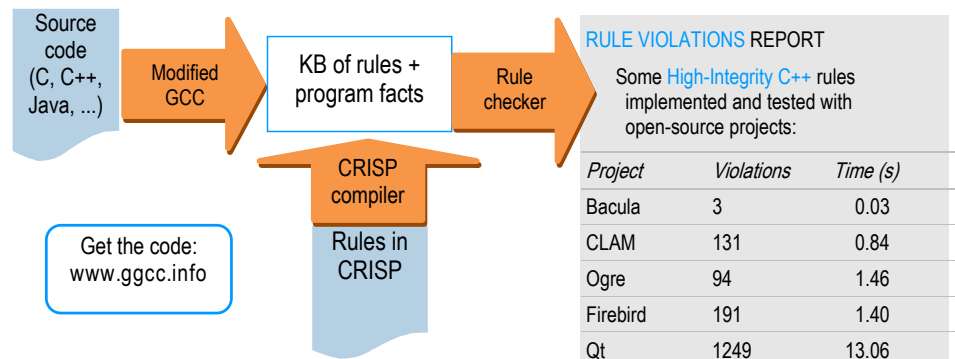 Source
code
(C, C++,
Java, ...)
Modified
GCC
KB of rules +
program facts
Rule
checker
CRISP
compiler
Rules in
CRISP
Get the code:
www.ggcc.info
RULE VIOLATIONS REPORT
Some High-Integrity C++ rules
implemented and tested with
open-source projects:
Project Violations Time (s)
Bacula 3 0.03
CLAM 131 0.84
Ogre 94 1.46
Firebird 191 1.40
Qt 1249 13.06